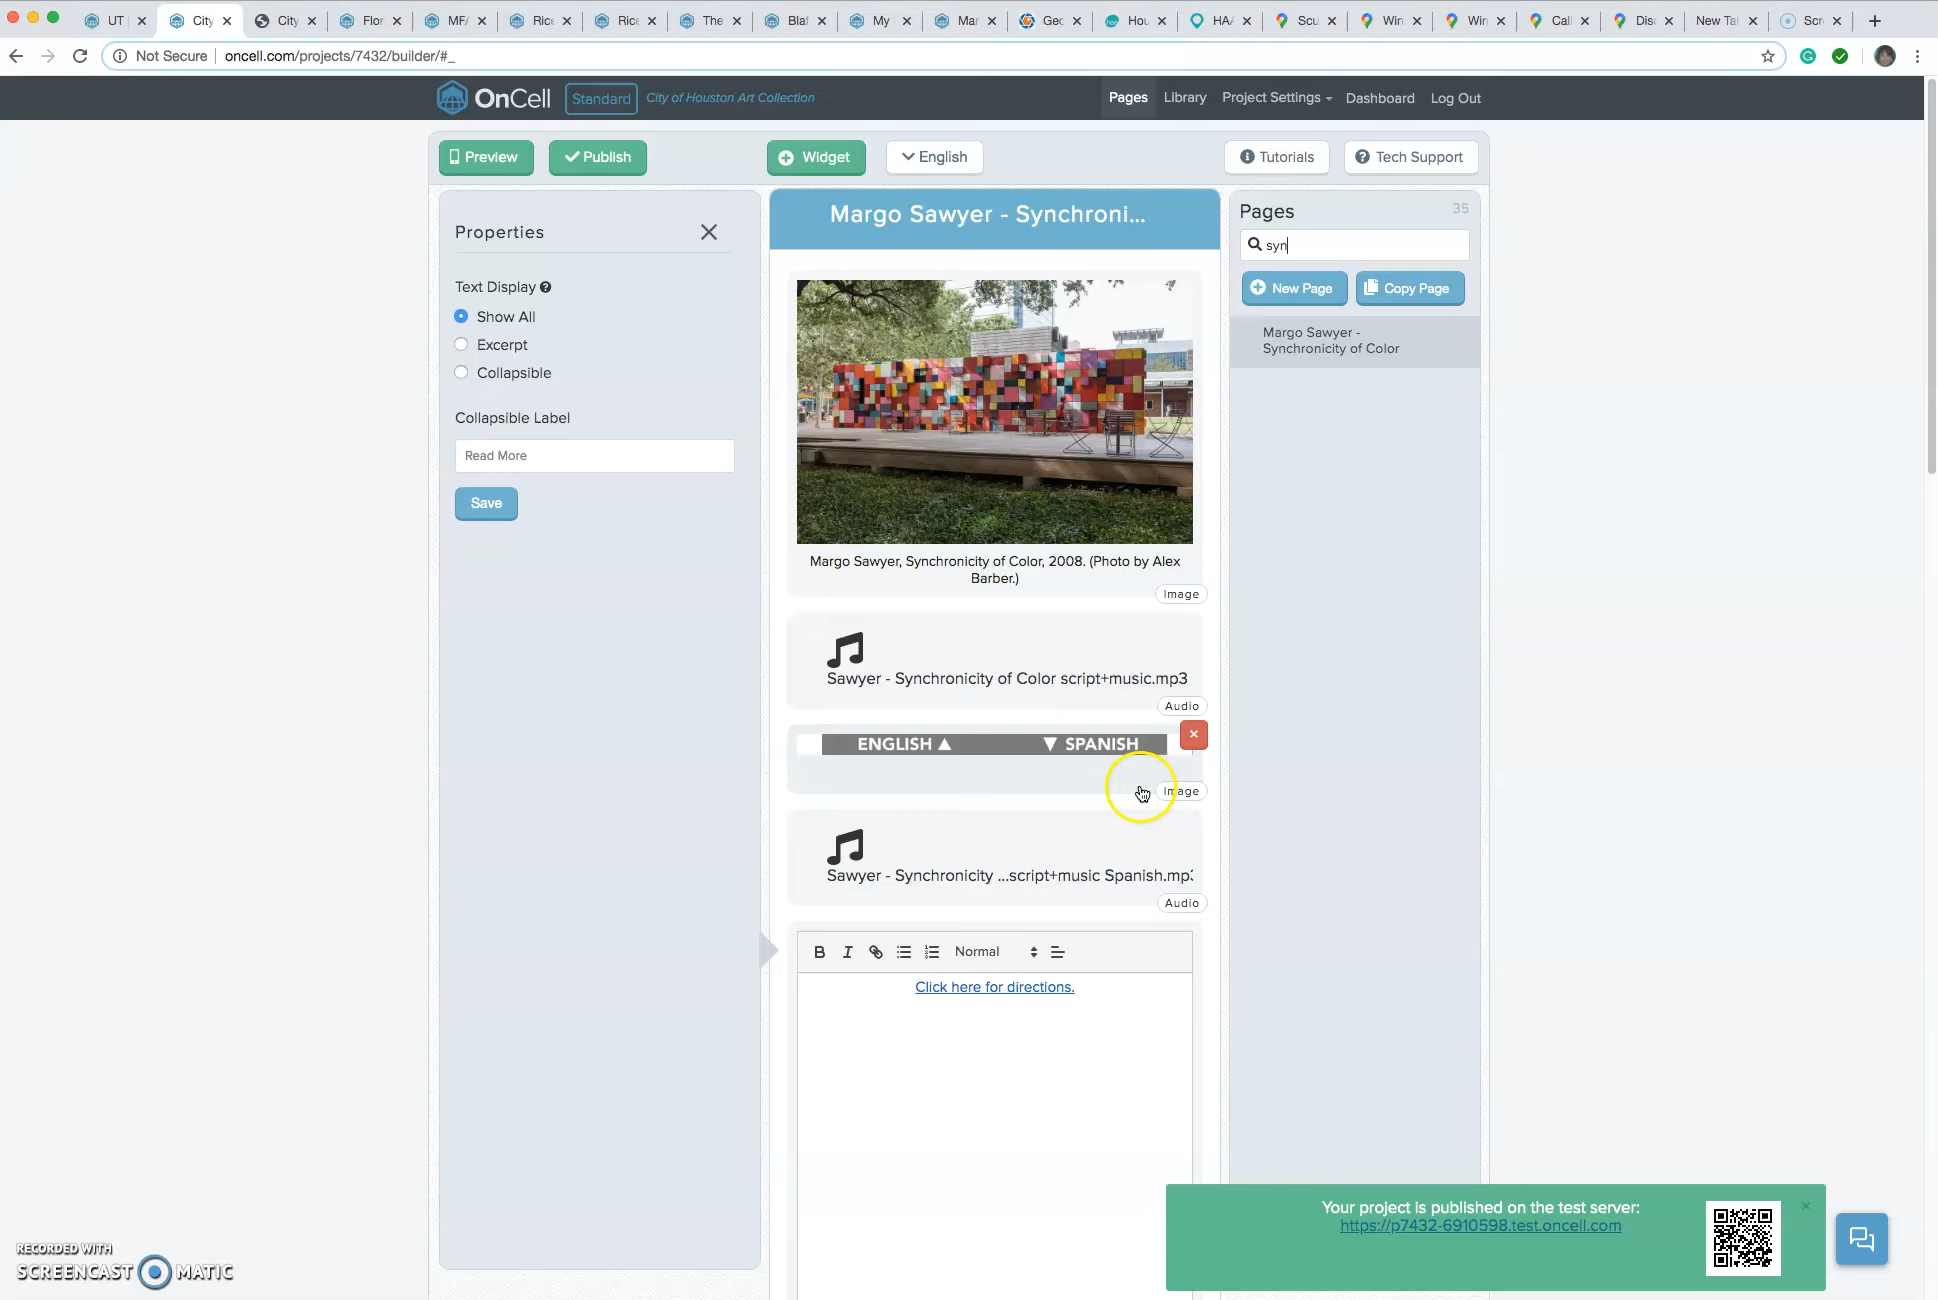 UT
City
City
Flor
MFA
Rice
Rice
The
Blaf
My
Mar
Geo
Hou
HAA
Scu
Win
Win
Call
Disc
New Ta
Scr
Not Secure
oncell.com/projects/7432/builder/#_
OnCell
Standard
City of Houston Art Collection
Pages
Library
Project Settings
Dashboard
Log Out
Preview
Publish
Widget
English
Tutorials
Tech Support
Properties
Text Display
Show All
Excerpt
Collapsible
Collapsible Label
Read More
Save
Margo Sawyer - Synchroni...
Margo Sawyer, Synchronicity of Color, 2008. (Photo by Alex
Barber.)
Image
Sawyer - Synchronicity of Color script+music.mp3
Audio
ENGLISH ▲ ▼ SPANISH
Image
Sawyer - Synchronicity ...script+music Spanish.mp3
Audio
B I Normal
Click here for directions.
Pages 35
syn
New Page
Copy Page
Margo Sawyer -
Synchronicity of Color
Your project is published on the test server:
https://p7432-6910598.test.oncell.com
RECORDED WITH
SCREENCAST MATIC